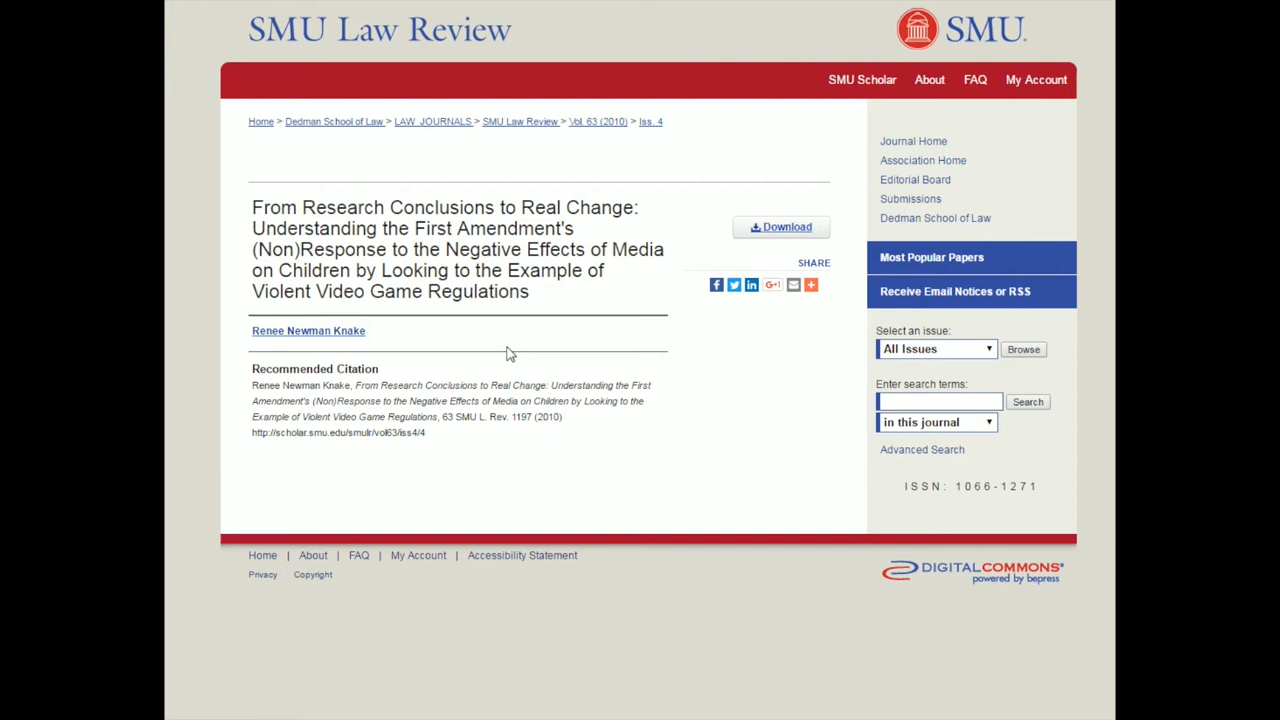 SMU Law Review
SMU.
SMU Scholar About FAQ My Account
Home > Dedman School of Law > LAW JOURNALS > SMU Law Review > Vol. 63 (2010) > Iss. 4
From Research Conclusions to Real Change:
Understanding the First Amendment's
(Non)Response to the Negative Effects of Media
on Children by Looking to the Example of
Violent Video Game Regulations
Download
SHARE
G+1
Renee Newman Knake
Recommended Citation
Renee Newman Knake, From Research Conclusions to Real Change: Understanding the First
Amendment's (Non)Response to the Negative Effects of Media on Children by Looking to the
Example of Violent Video Game Regulations, 63 SMU L. Rev. 1197 (2010)
http://scholar.smu.edu/smulr/vol63/iss4/4
Journal Home
Association Home
Editorial Board
Submissions
Dedman School of Law
Most Popular Papers
Receive Email Notices or RSS
Select an issue:
All Issues Browse
Enter search terms:
Search
in this journal
Advanced Search
ISSN: 1066-1271
Home | About | FAQ | My Account | Accessibility Statement
Privacy Copyright
DIGITALCOMMONS
powered by bepress